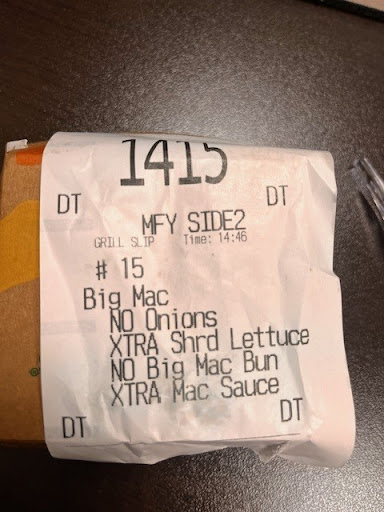 1415
DT DT
MFY SIDE2
GRILL SLIP Time: 14:46
# 15
Big Mac
NO Onions
XTRA Shrd Lettuce
NO Big Mac Bun
XTRA Mac Sauce
DT DT